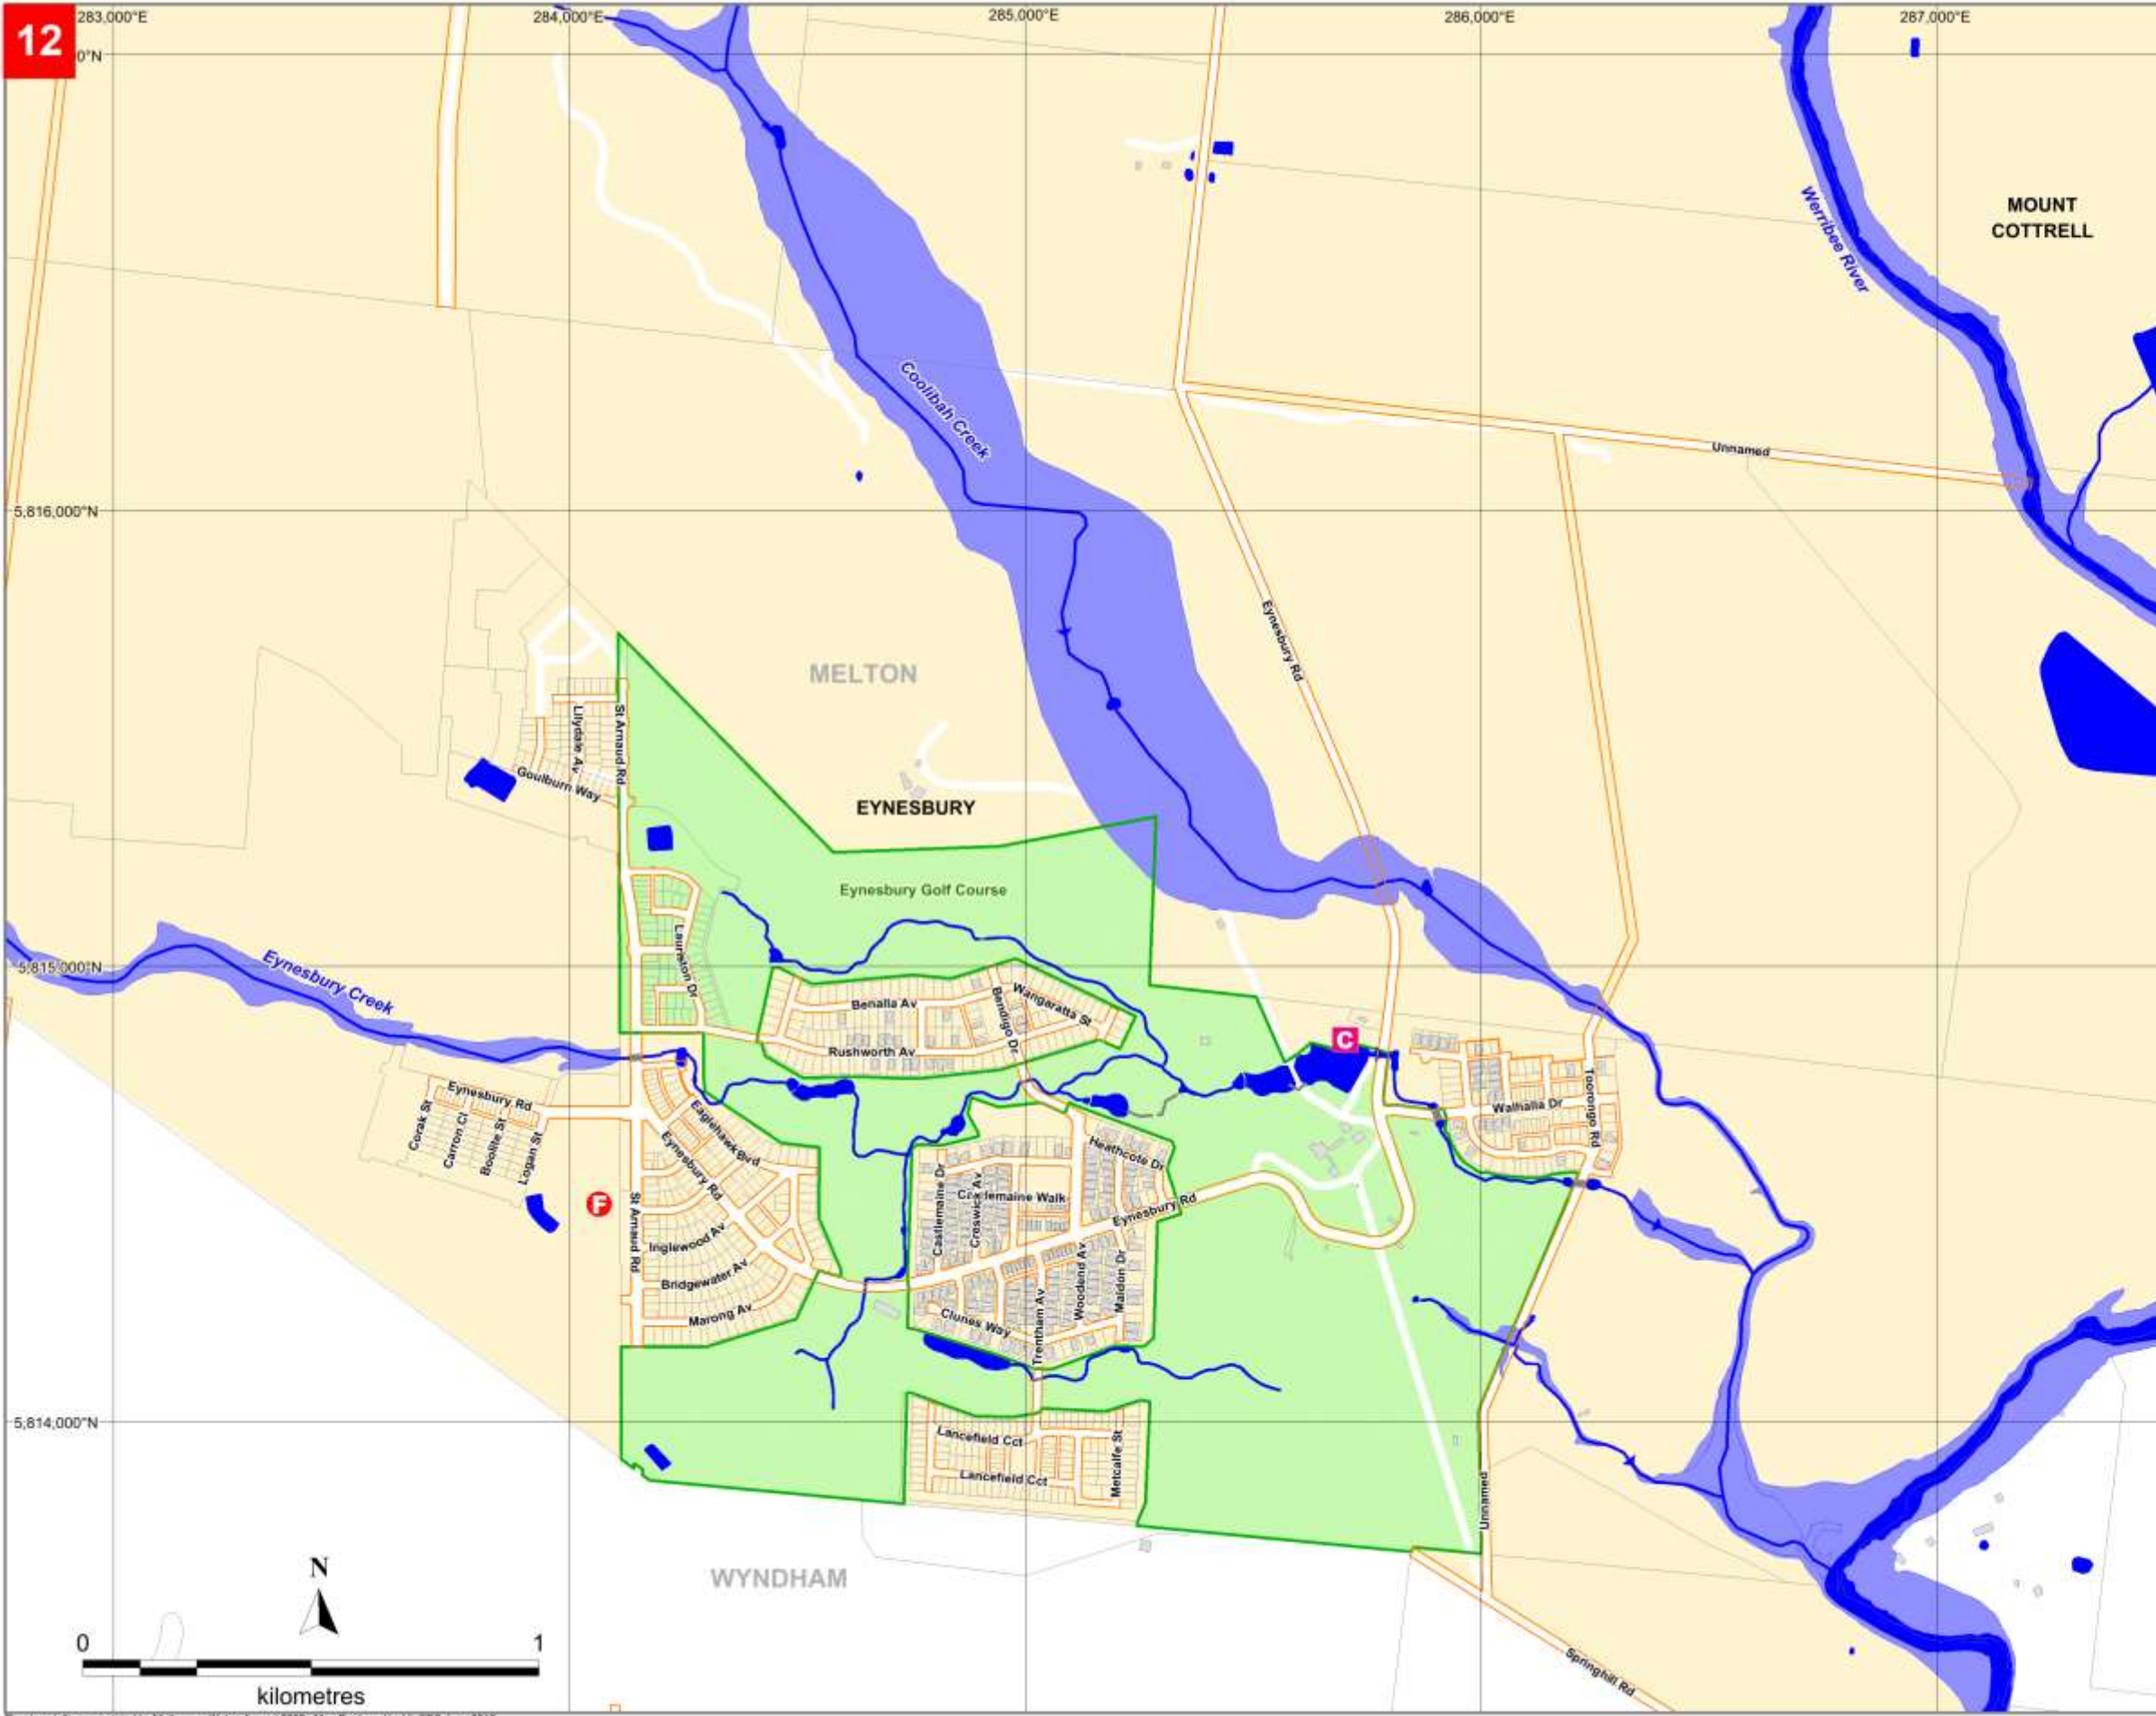 12
283,000°E
284,000°E
285,000°E
286,000°E
287,000°E
0°N
MOUNT
COTTRELL
Werribee River
Coolibah Creek
Unnamed
5,816,000°N
Eynesbury Rd
MELTON
Lilydale Av
St Arnaud Rd
Goulburn Way
EYNESBURY
Eynesbury Golf Course
Lauriston Dr
5,815,000°N
Eynesbury Creek
Benalla Av
Bendigo Dr
Wangaratta St
Rushworth Av
C
Eynesbury Rd
Corak St
Carron Cl
Boolite St
Logan St
Eaglehawk Blvd
Eynesbury Rd
Walhalla Dr
Toorongo Rd
Heathcote Dr
Castlemaine Dr
Creswick Av
Castlemaine Walk
Eynesbury Rd
F
St Arnaud Rd
Inglewood Av
Bridgewater Av
Marong Av
Clunes Way
Trentham Av
Woodend Av
Maldon Dr
5,814,000°N
Lancefield Cct
Lancefield Cct
Metcalfe St
Unnamed
WYNDHAM
N
0 1
kilometres
Springhill Rd